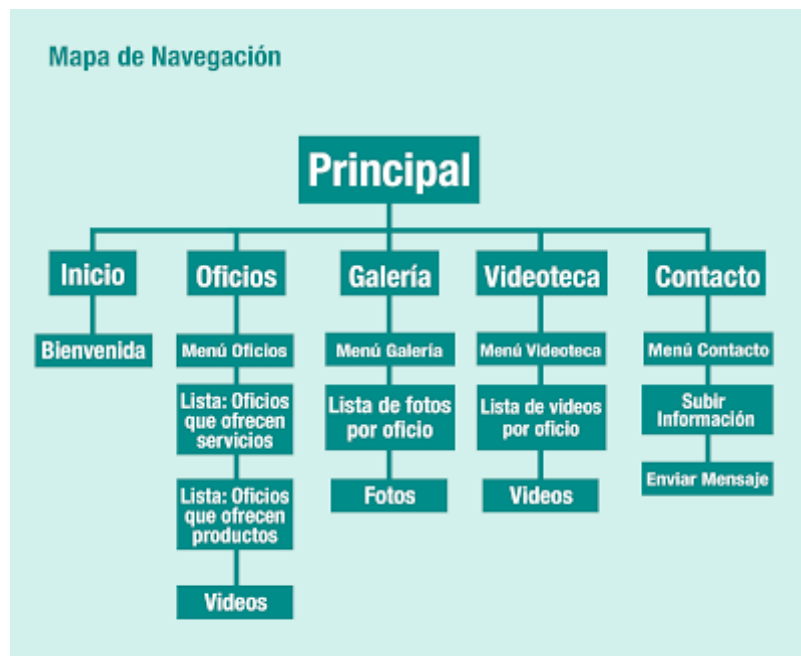 Mapa de Navegación
Principal
Inicio
Oficios
Galería
Videoteca
Contacto
Bienvenida
Menú Oficios
Menú Galería
Menú Videoteca
Menú Contacto
Lista: Oficios
que ofrecen
servicios
Lista de fotos
por oficio
Lista de videos
por oficio
Subir
Información
Lista: Oficios
que ofrecen
productos
Fotos
Videos
Enviar Mensaje
Videos